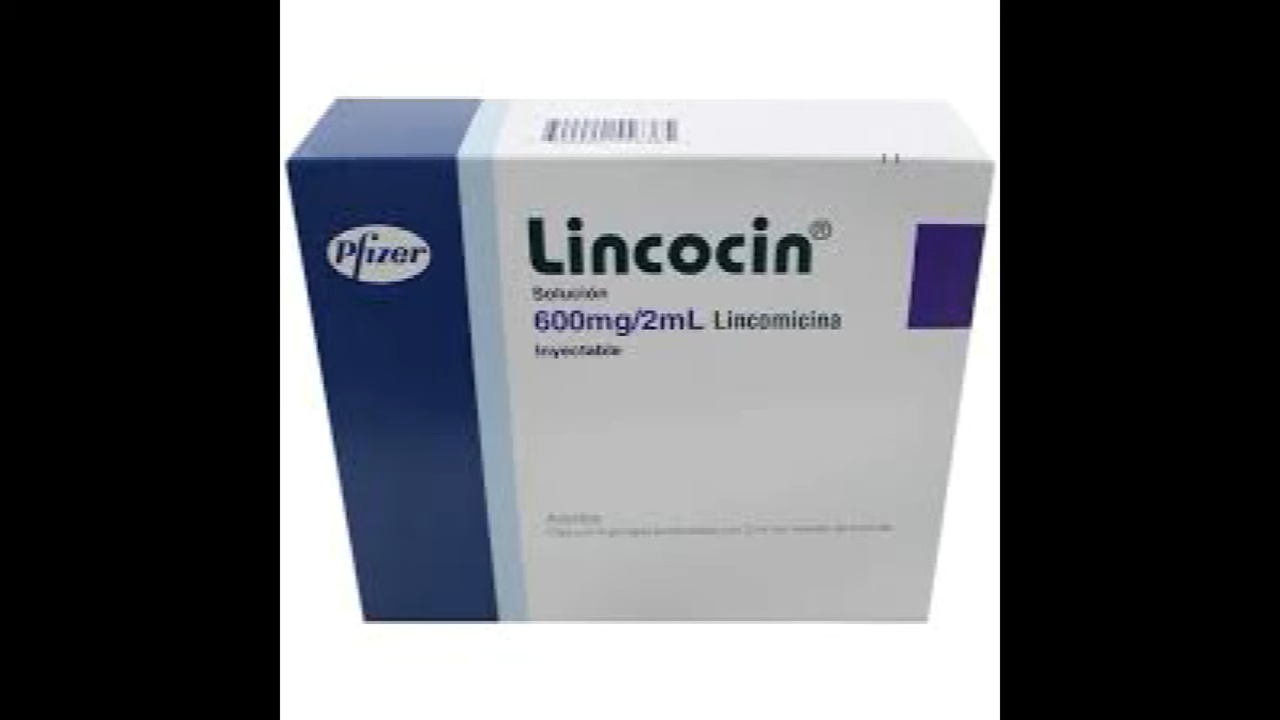 Pfizer
Lincocin®
Solución
600mg/2mL Lincomicina
Inyectable